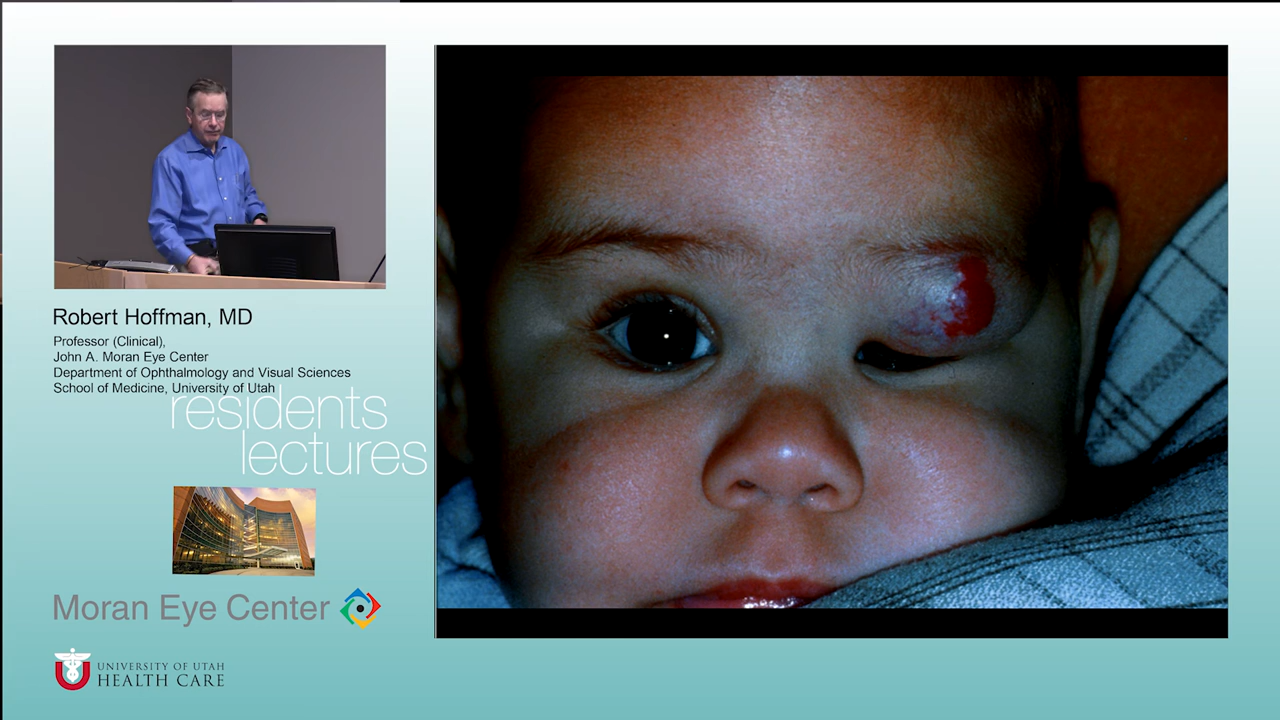 Robert Hoffman, MD
Professor (Clinical),
John A. Moran Eye Center
Department of Ophthalmology and Visual Sciences
School of Medicine, University of Utah
residents
lectures
Moran Eye Center
UNIVERSITY OF UTAH
HEALTH CARE